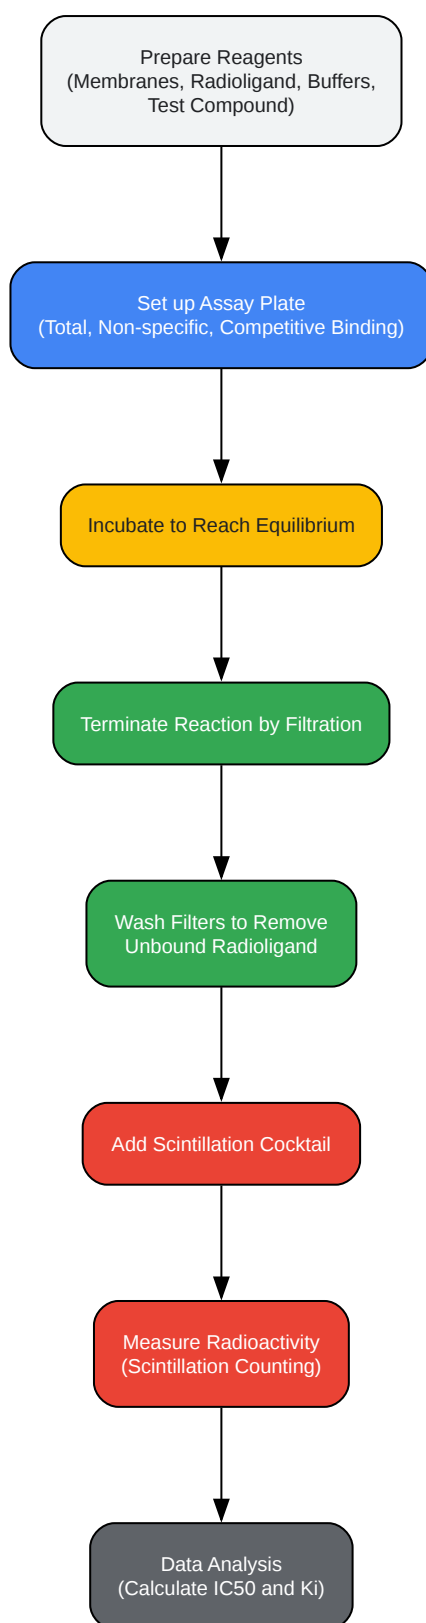 Prepare Reagents
(Membranes, Radioligand, Buffers,
Test Compound)
Set up Assay Plate
(Total, Non-specific, Competitive Binding)
Incubate to Reach Equilibrium
Terminate Reaction by Filtration
Wash Filters to Remove
Unbound Radioligand
Add Scintillation Cocktail
Measure Radioactivity
(Scintillation Counting)
Data Analysis
(Calculate IC50 and Ki)